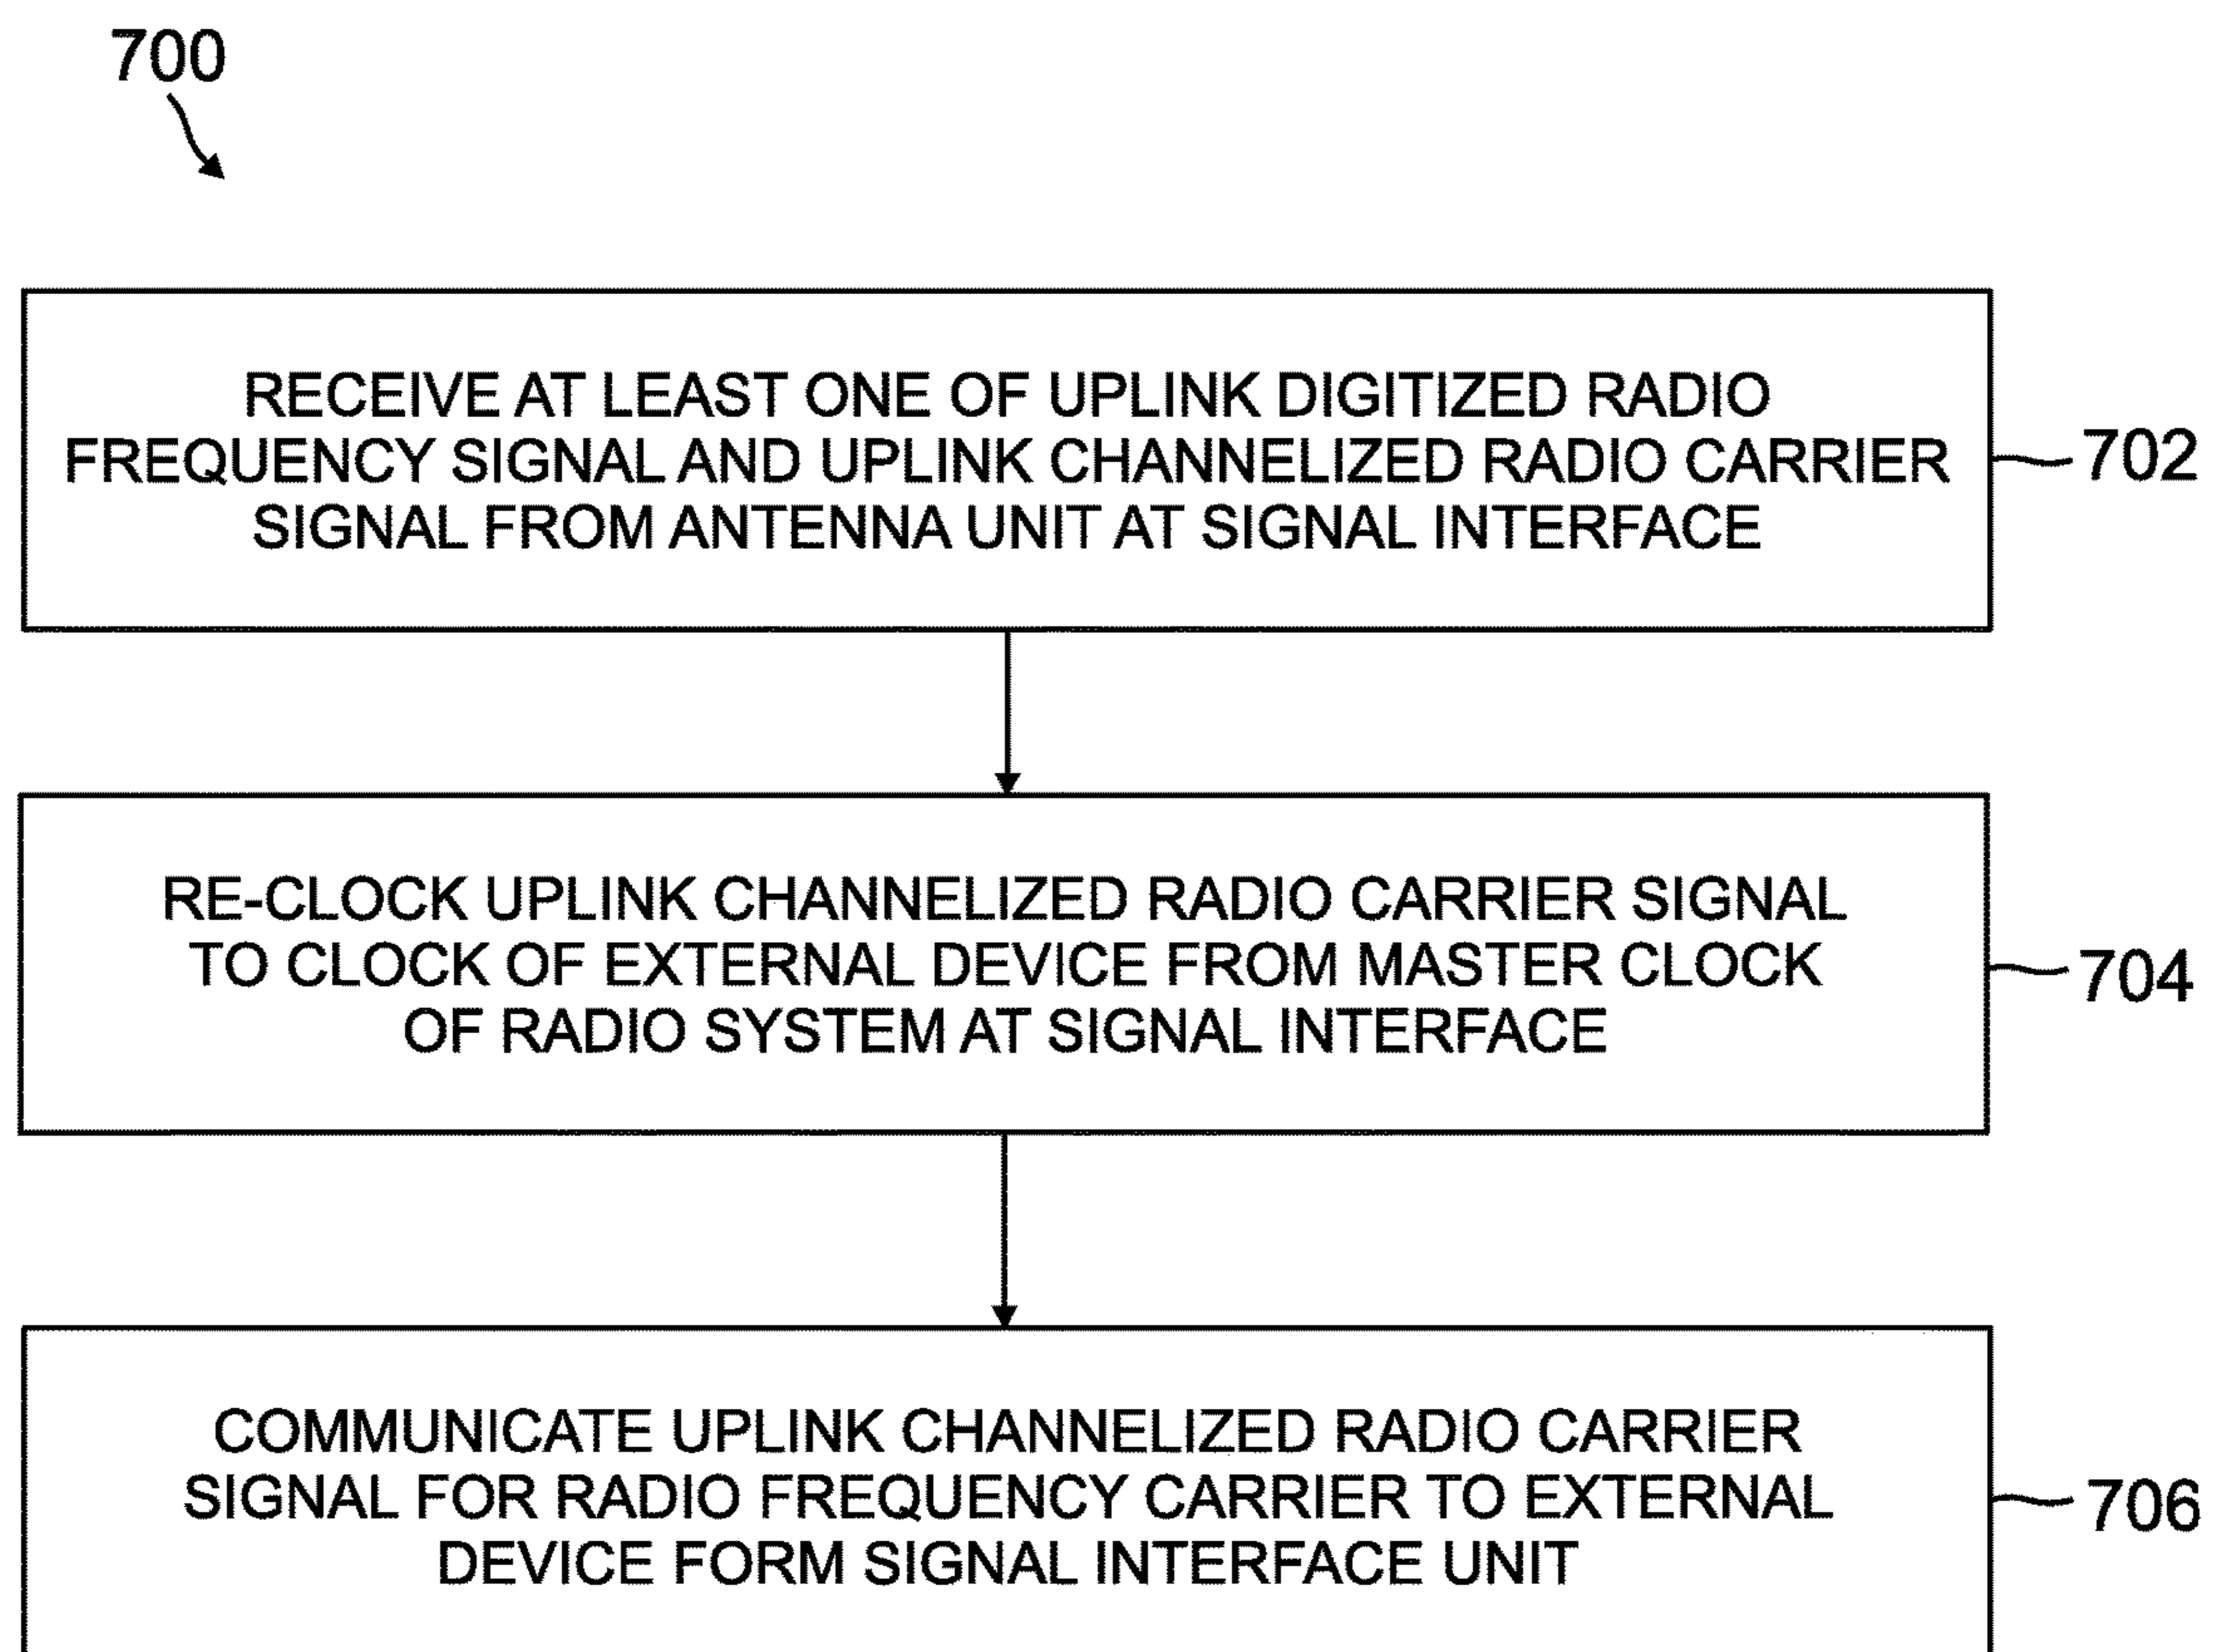 700
RECEIVE AT LEAST ONE OF UPLINK DIGITIZED RADIO
FREQUENCY SIGNAL AND UPLINK CHANNELIZED RADIO CARRIER
SIGNAL FROM ANTENNA UNIT AT SIGNAL INTERFACE
702
RE-CLOCK UPLINK CHANNELIZED RADIO CARRIER SIGNAL
TO CLOCK OF EXTERNAL DEVICE FROM MASTER CLOCK
OF RADIO SYSTEM AT SIGNAL INTERFACE
704
COMMUNICATE UPLINK CHANNELIZED RADIO CARRIER
SIGNAL FOR RADIO FREQUENCY CARRIER TO EXTERNAL
DEVICE FORM SIGNAL INTERFACE UNIT
706